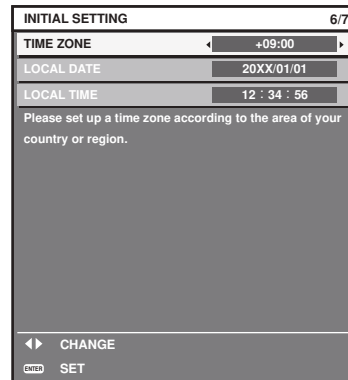 INITIAL SETTING 6/7
TIME ZONE +09:00
LOCAL DATE 20XX/01/01
LOCAL TIME 12 : 34 : 56
Please set up a time zone according to the area of your
country or region.
CHANGE
ENTER SET